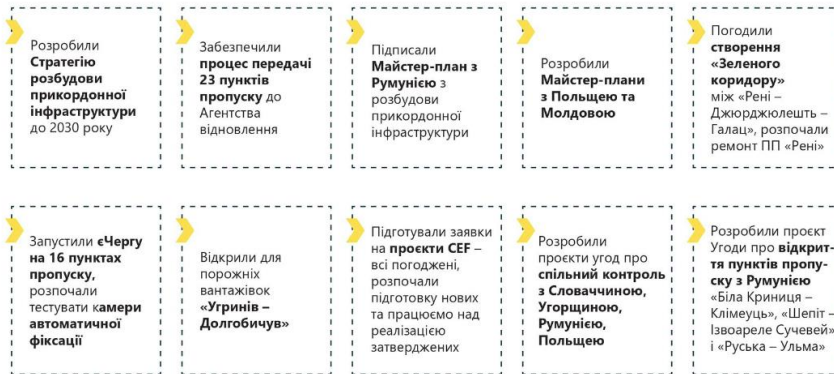 Розробили
Стратегію
розбудови
прикордонної
інфраструктури
до 2030 року
Забезпечили
процес передачі
23 пунктів
пропуску до
Агентства
відновлення
Підписали
Майстер-план з
Румунією з
розбудови
прикордонної
інфраструктури
Розробили
Майстер-плани
з Польщею та
Молдовою
Погодили
створення
«Зеленого
коридору»
між «Рені –
Джюрджюлешть –
Галац», розпочали
ремонт ПП «Рені»
Запустили єЧергу
на 16 пунктах
пропуску,
розпочали
тестувати камери
автоматичної
фіксації
Відкрили для
порожніх
вантажівок
«Угринів –
Долгобичув»
Підготували заявки
на проєкти CEF –
всі погоджені,
розпочали
підготовку нових
та працюємо над
реалізацією
затверджених
Розробили
проєкти угод про
спільний контроль
з Словаччиною,
Угорщиною,
Румунією,
Польщею
Розробили проєкт
Угоди про відкрит-
тя пунктів пропу-
ску з Румунією
«Біла Криниця –
Клімеуць», «Шепіт –
Ізвоареле Сучевей»
і «Руська – Ульма»